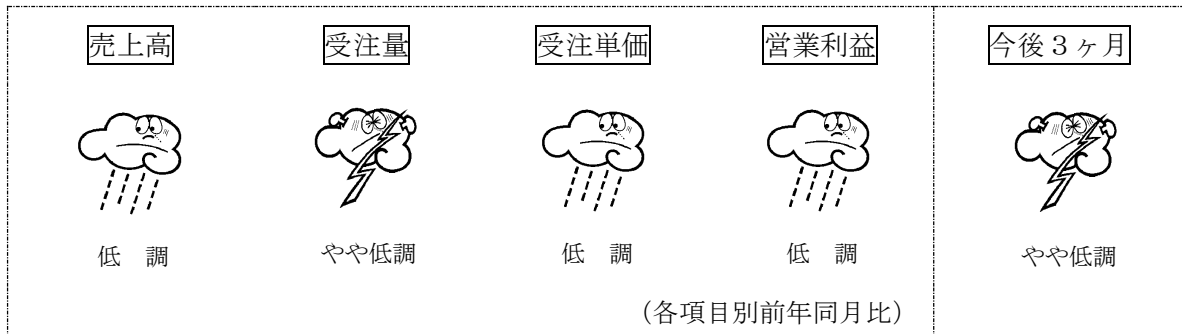 売上高 受注量 受注単価 営業利益 今後３ヶ月
低　調 やや低調 低　調 低　調 やや低調
（各項目別前年同月比）